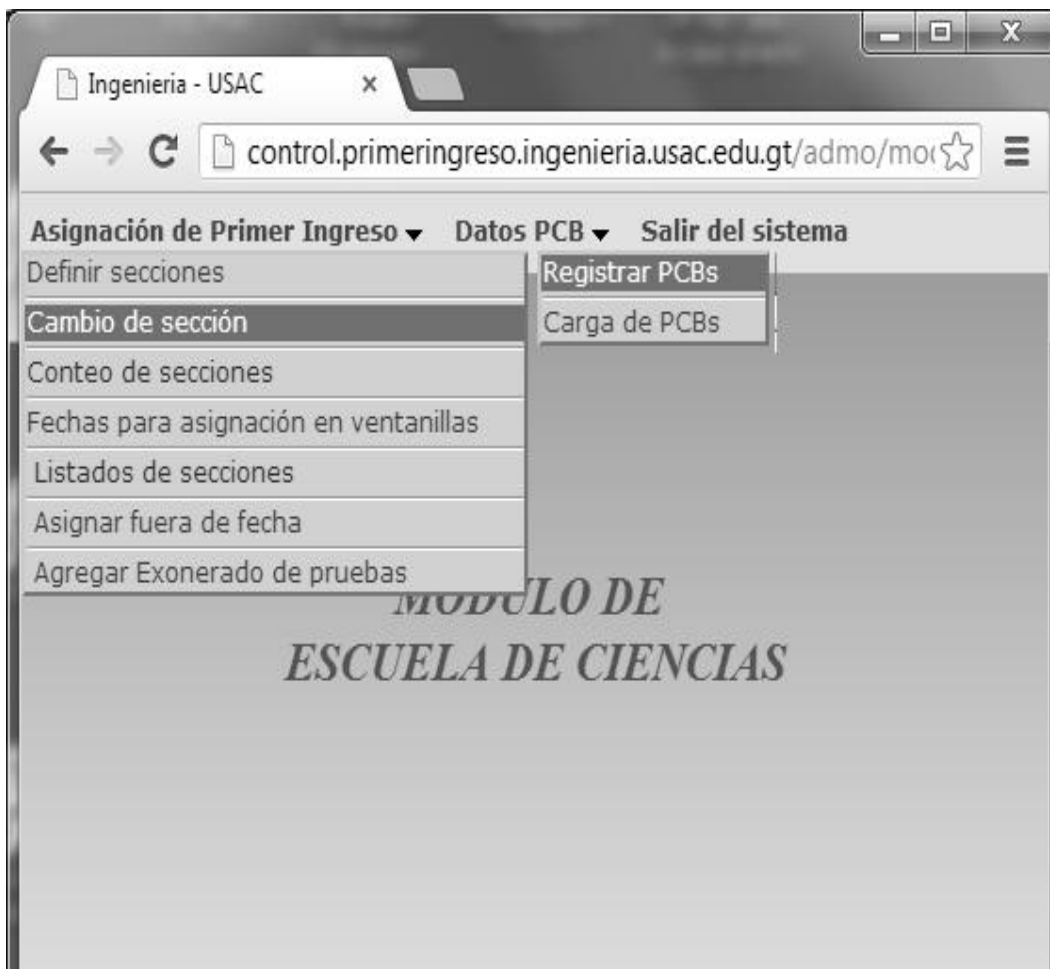 Ingenieria - USAC
control.primeringreso.ingenieria.usac.edu.gt/admo/mo
Asignación de Primer Ingreso Datos PCB Salir del sistema
Definir secciones
Registrar PCBs
Cambio de sección
Carga de PCBs
Conteo de secciones
Fechas para asignación en ventanillas
Listados de secciones
Asignar fuera de fecha
Agregar Exonerado de pruebas
MODULO DE
ESCUELA DE CIENCIAS